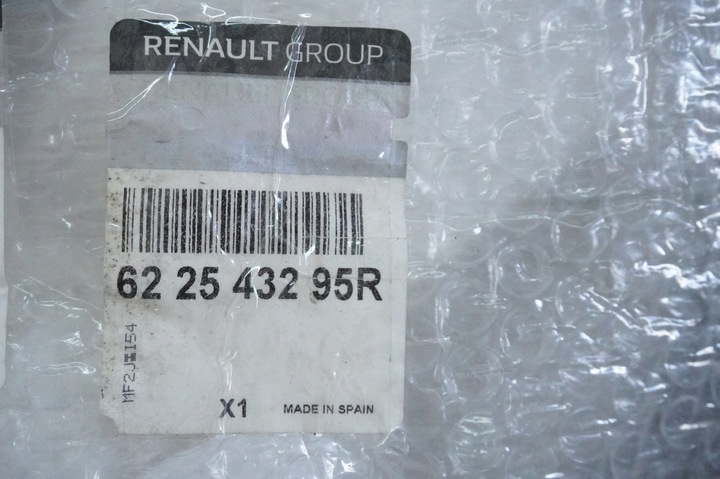 RENAULT GROUP
62 25 432 95R
X1
MADE IN SPAIN